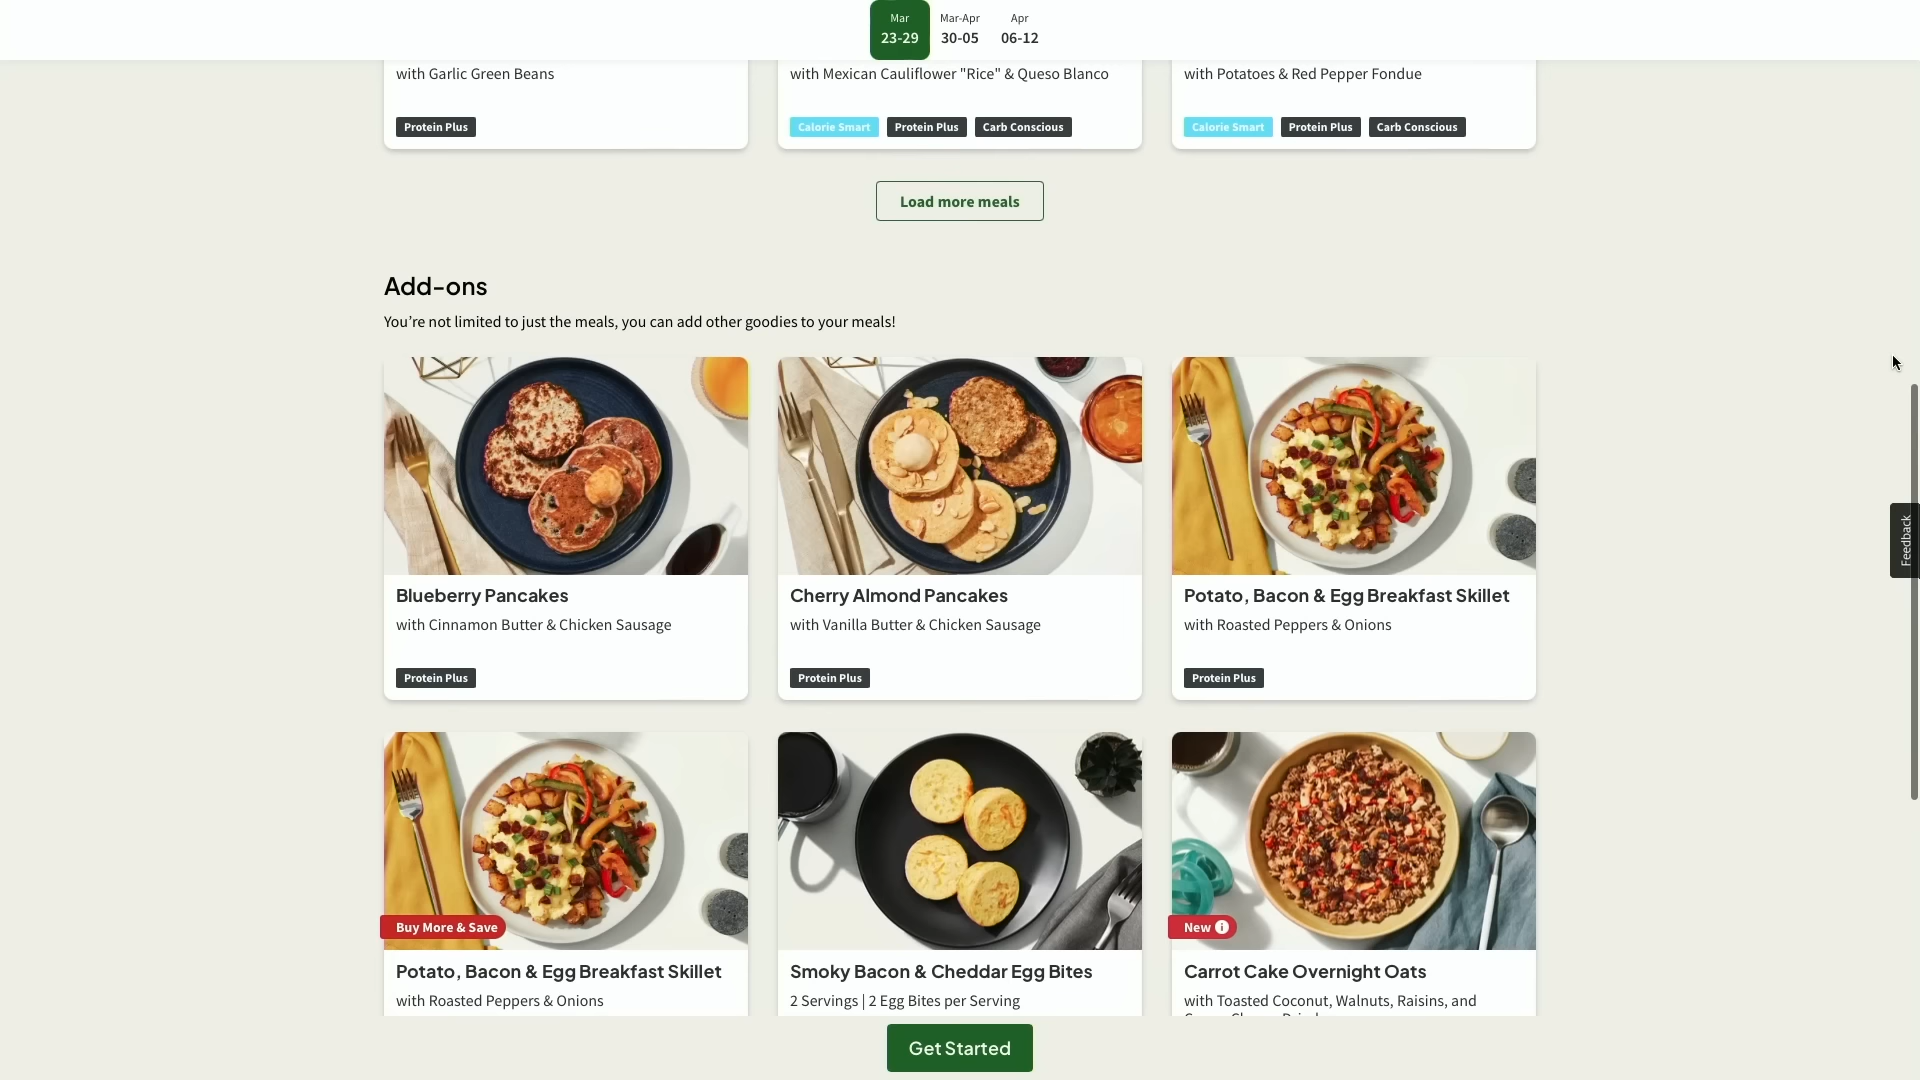 Mar
23-29
Mar-Apr
30-05
Apr
06-12
with Garlic Green Beans
Protein Plus
with Mexican Cauliflower "Rice" & Queso Blanco
Calorie Smart
Protein Plus
Carb Conscious
with Potatoes & Red Pepper Fondue
Calorie Smart
Protein Plus
Carb Conscious
Load more meals
Add-ons
You’re not limited to just the meals, you can add other goodies to your meals!
Blueberry Pancakes
with Cinnamon Butter & Chicken Sausage
Protein Plus
Cherry Almond Pancakes
with Vanilla Butter & Chicken Sausage
Protein Plus
Potato, Bacon & Egg Breakfast Skillet
with Roasted Peppers & Onions
Protein Plus
Feedback
Buy More & Save
Potato, Bacon & Egg Breakfast Skillet
with Roasted Peppers & Onions
Smoky Bacon & Cheddar Egg Bites
2 Servings | 2 Egg Bites per Serving
New
Carrot Cake Overnight Oats
with Toasted Coconut, Walnuts, Raisins, and
Get Started